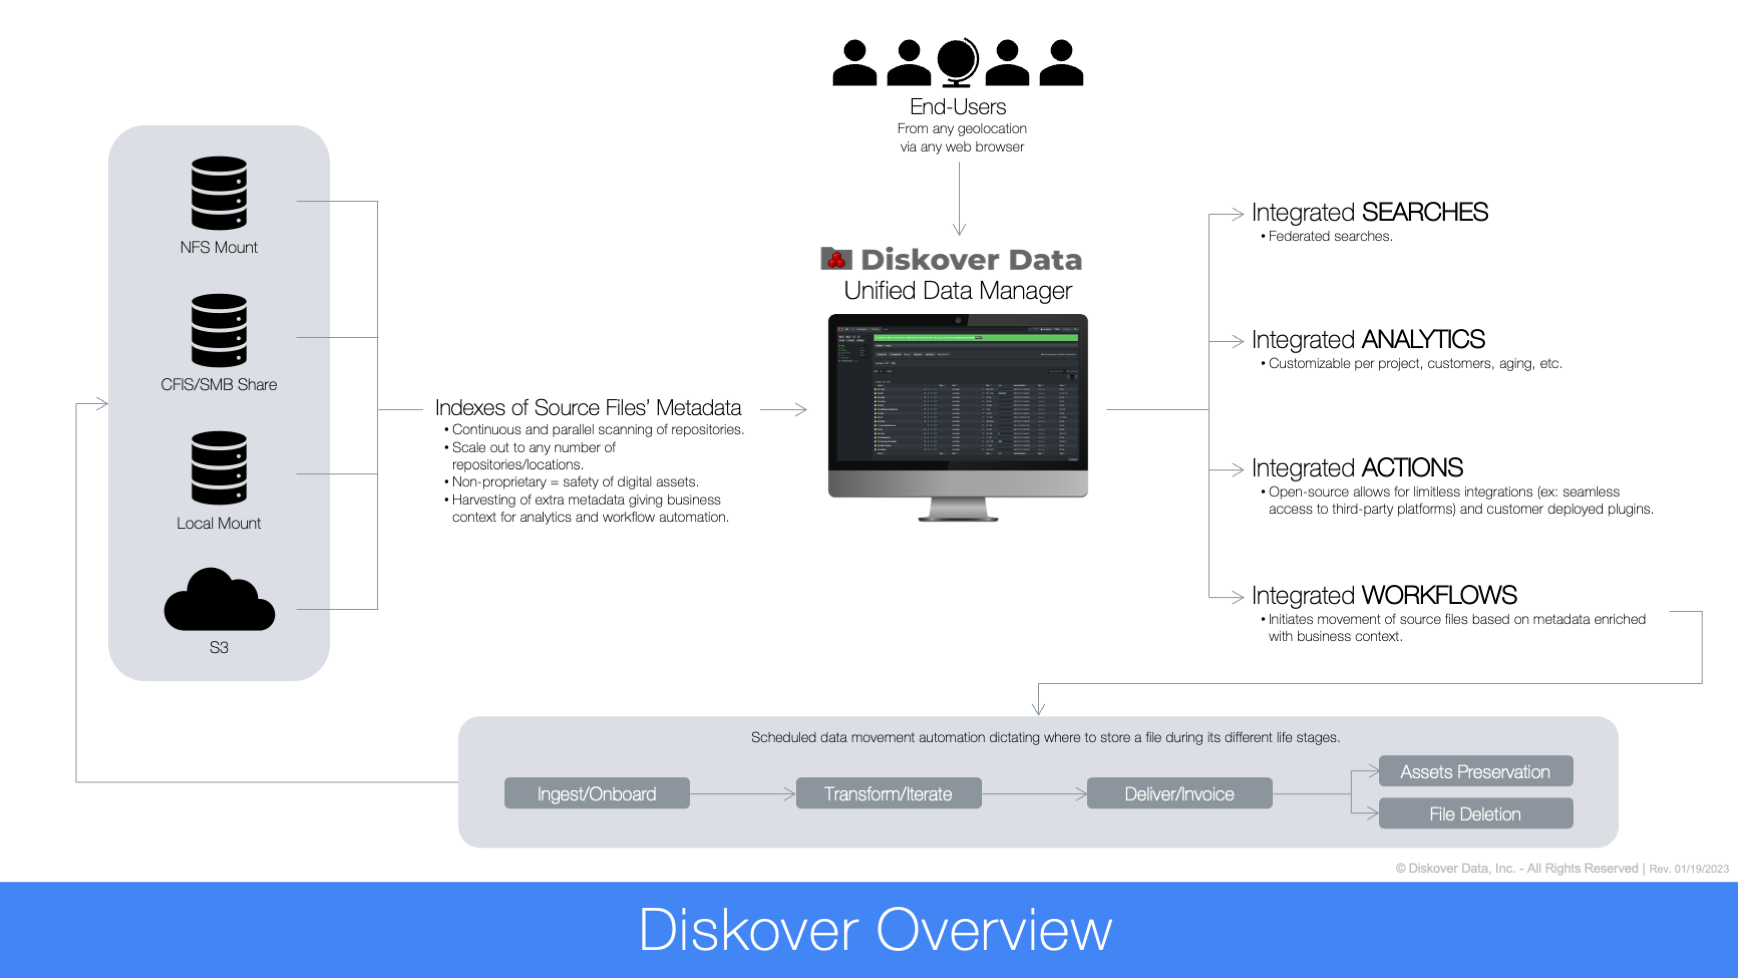 End-Users
From any geolocation
via any web browser
NFS Mount
CFIS/SMB Share
Local Mount
S3
Indexes of Source Files' Metadata
• Continuous and parallel scanning of repositories.
• Scale out to any number of
repositories/locations.
• Non-proprietary = safety of digital assets.
• Harvesting of extra metadata giving business
context for analytics and workflow automation.
Diskover Data
Unified Data Manager
Integrated SEARCHES
• Federated searches.
Integrated ANALYTICS
• Customizable per project, customers, aging, etc.
Integrated ACTIONS
• Open-source allows for limitless integrations (ex: seamless
access to third-party platforms) and customer deployed plugins.
Integrated WORKFLOWS
• Initiates movement of source files based on metadata enriched
with business context.
Scheduled data movement automation dictating where to store a file during its different life stages.
Ingest/Onboard
Transform/Iterate
Deliver/Invoice
Assets Preservation
File Deletion
© Diskover Data, Inc. - All Rights Reserved | Rev. 01/19/2023
Diskover Overview